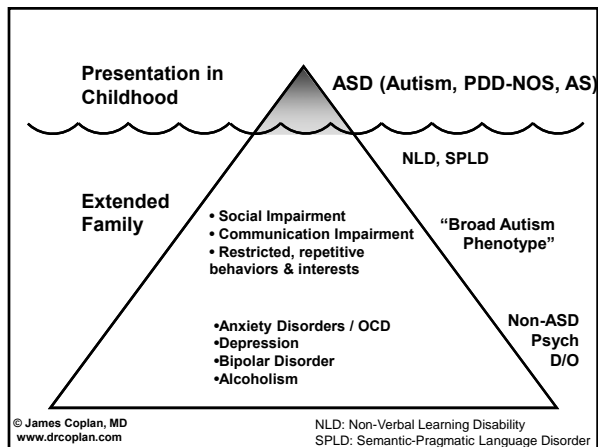 Presentation in
Childhood
ASD (Autism, PDD-NOS, AS)
NLD, SPLD
Extended
Family
• Social Impairment
• Communication Impairment
• Restricted, repetitive
behaviors & interests
“Broad Autism
Phenotype”
•Anxiety Disorders / OCD
•Depression
•Bipolar Disorder
•Alcoholism
Non-ASD
Psych
D/O
© James Coplan, MD
www.drcoplan.com
NLD: Non-Verbal Learning Disability
SPLD: Semantic-Pragmatic Language Disorder